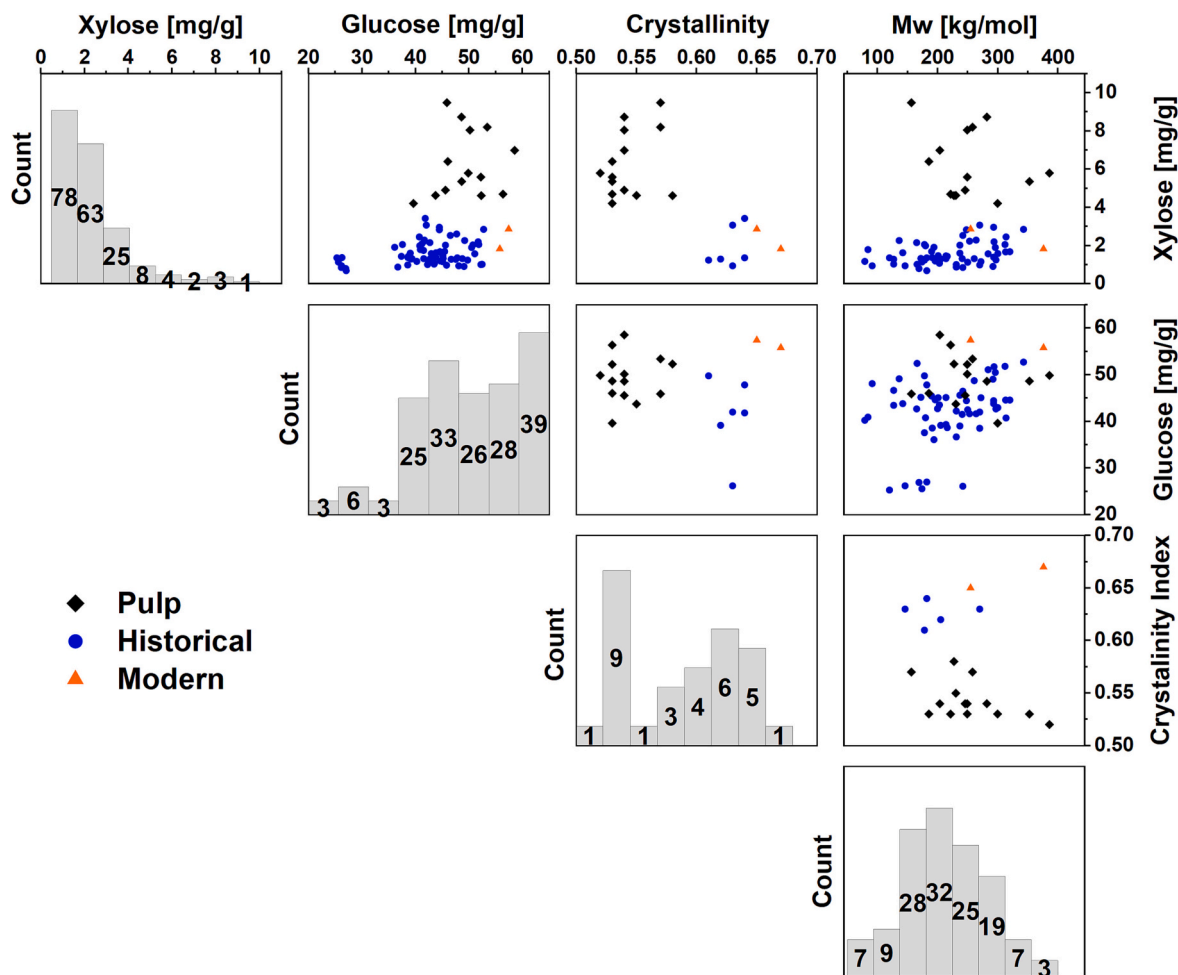 Xylose [mg/g] Glucose [mg/g] Crystallinity Mw [kg/mol]
0 2 4 6 8 10 20 30 40 50 60 0.50 0.55 0.60 0.65 0.70 100 200 300 400
Count
78 63 25 8 4 2 3 1
10
8
6
4
2
0
Xylose [mg/g]
Count
3 6 3 25 33 26 28 39
60
50
40
30
20
Glucose [mg/g]
Pulp
Historical
Modern
Count
1 9 1 3 4 6 5 1
0.70
0.65
0.60
0.55
0.50
Crystalinity Index
Count
7 9 28 32 25 19 7 3